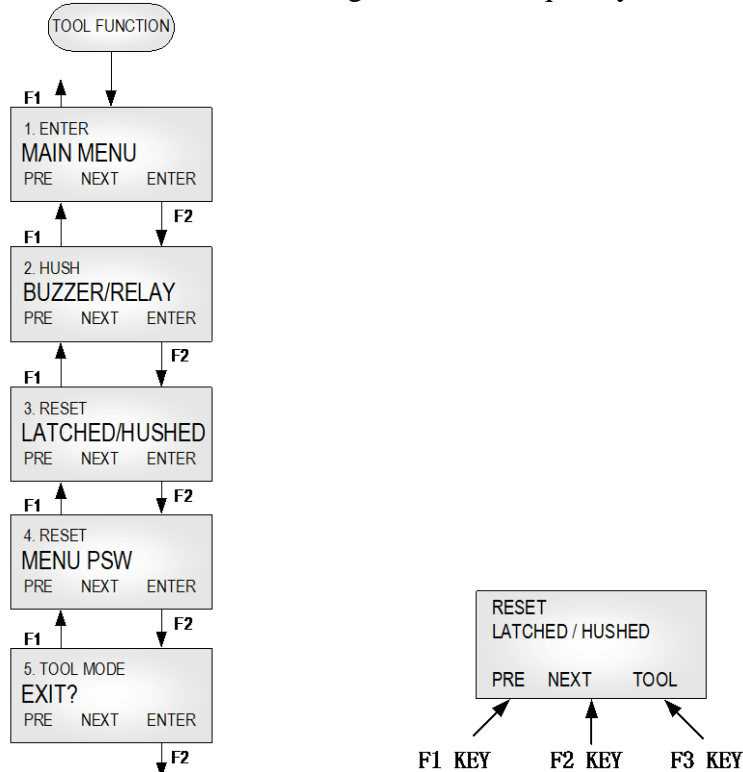 TOOL FUNCTION
F1
1. ENTER
MAIN MENU
PRE NEXT ENTER
F2
F1
2. HUSH
BUZZER/RELAY
PRE NEXT ENTER
F2
F1
3. RESET
LATCHED/HUSHED
PRE NEXT ENTER
F2
F1
4. RESET
MENU PSW
PRE NEXT ENTER
F2
F1
5. TOOL MODE
EXIT?
PRE NEXT ENTER
F2
RESET
LATCHED / HUSHED
PRE NEXT TOOL
F1 KEY F2 KEY F3 KEY